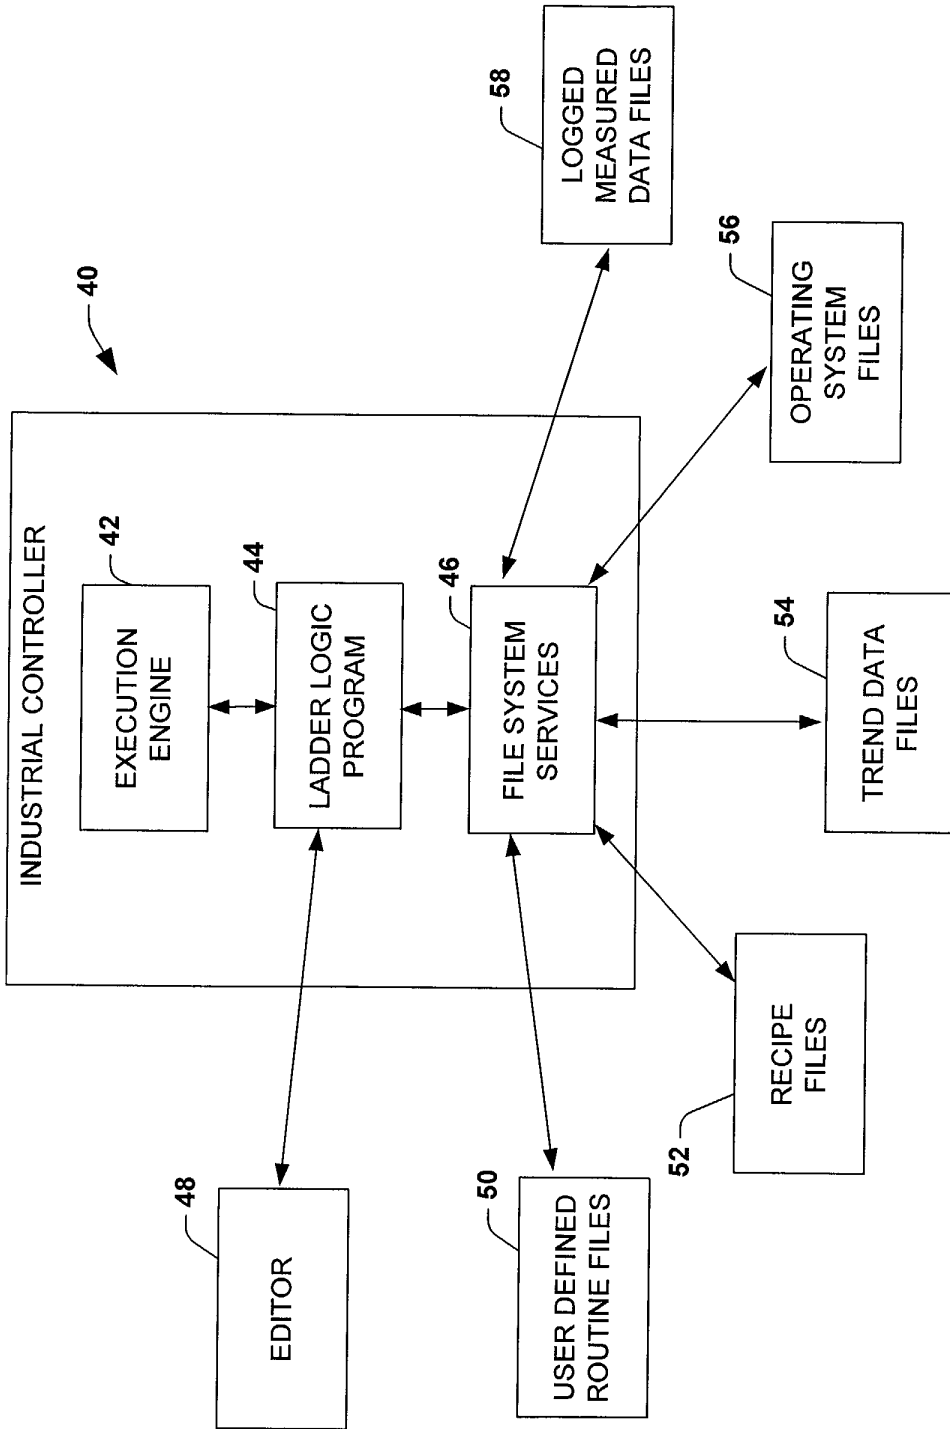 40
INDUSTRIAL CONTROLLER
42
EXECUTION
ENGINE
44
LADDER LOGIC
PROGRAM
46
FILE SYSTEM
SERVICES
48
EDITOR
50
USER DEFINED
ROUTINE FILES
52
RECIPE
FILES
54
TREND DATA
FILES
56
OPERATING
SYSTEM
FILES
58
LOGGED
MEASURED
DATA FILES